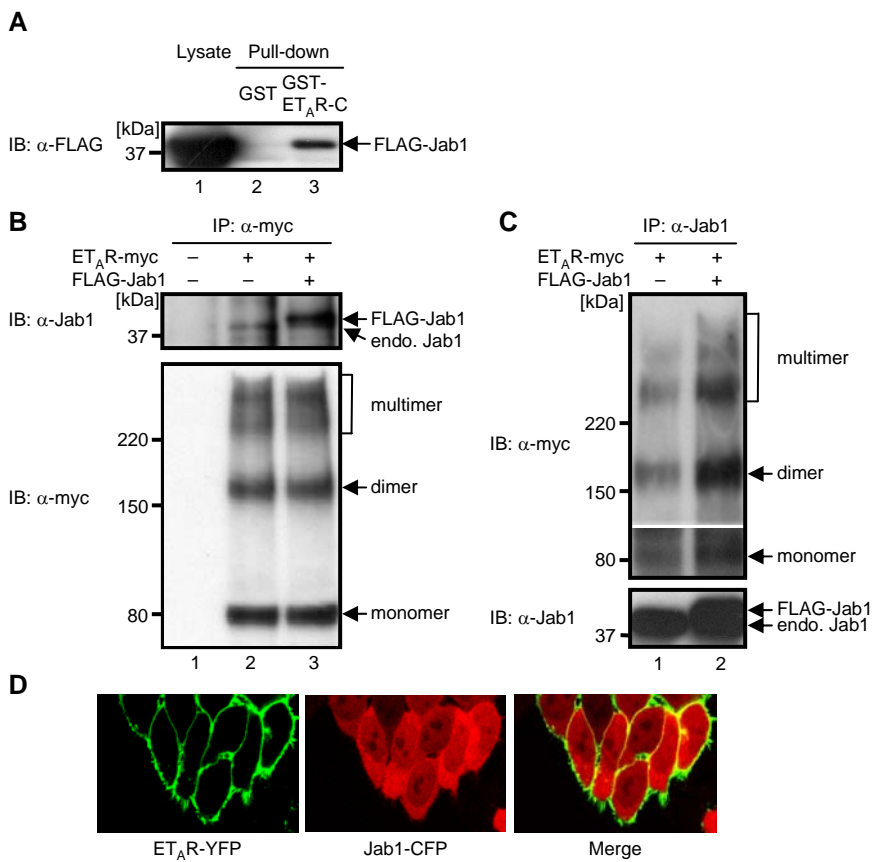 A
Lysate Pull-down
GST GST-ETAR-C
[kDa]
IB: α-FLAG
37
FLAG-Jab1
1 2 3
B
IP: α-myc
ETAR-myc – + +
FLAG-Jab1 – – +
[kDa]
IB: α-Jab1
37
FLAG-Jab1
endo. Jab1
multimer
220
dimer
IB: α-myc
150
80
monomer
1 2 3
C
IP: α-Jab1
ETAR-myc + +
FLAG-Jab1 – +
[kDa]
multimer
220
IB: α-myc
dimer
150
80
monomer
IB: α-Jab1
FLAG-Jab1
endo. Jab1
37
1 2
D
ETAR-YFP Jab1-CFP Merge